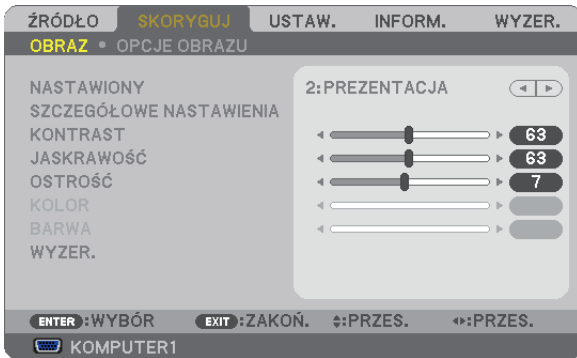 ŹRÓDŁO SKORYGUJ USTAW. INFORM. WYZER.
OBRAZ • OPCJE OBRAZU
NASTAWIONY 2:PREZENTACJA
SZCZEGÓŁOWE NASTAWIENIA
KONTRAST 63
JASKRAWOŚĆ 63
OSTROŚĆ 7
KOLOR
BARWA
WYZER.
ENTER :WYBÓR EXIT :ZAKOŃ. :PRZES. :PRZES.
KOMPUTER1